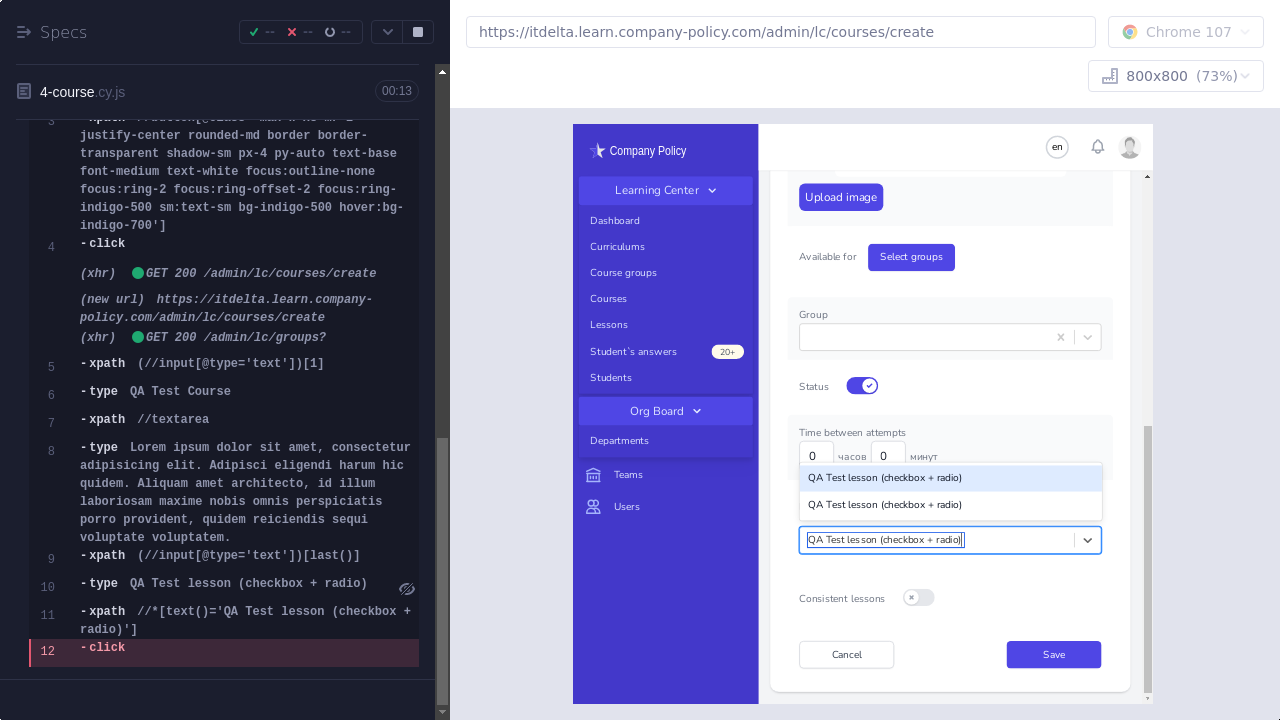 Specs
--
--
--
4-course.cy.js
00:13
3
justify-center rounded-md border border-
transparent shadow-sm px-4 py-auto text-base
font-medium text-white focus:outline-none
focus:ring-2 focus:ring-offset-2 focus:ring-
indigo-500 sm:text-sm bg-indigo-500 hover:bg-
indigo-700']
4 -click
(xhr) GET 200 /admin/lc/courses/create
(new url) https://itdelta.learn.company-
policy.com/admin/lc/courses/create
(xhr) GET 200 /admin/lc/groups?
5 -xpath (//input[@type='text'])[1]
6 -type QA Test Course
7 -xpath //textarea
8 -type Lorem ipsum dolor sit amet, consectetur
adipisicing elit. Adipisci eligendi harum hic
quidem. Aliquam amet architecto, id illum
laboriosam maxime nobis omnis perspiciatis
porro provident, quidem reiciendis sequi
voluptate voluptatem.
9 -xpath (//input[@type='text'])[last()]
10 -type QA Test lesson (checkbox + radio)
11 -xpath //*[text()='QA Test lesson (checkbox +
radio)']
12 -click
https://itdelta.learn.company-policy.com/admin/lc/courses/create
Chrome 107
800x800 (73%)
Company Policy
Learning Center
Dashboard
Curriculums
Course groups
Courses
Lessons
Student`s answers 20+
Students
Org Board
Departments
Teams
Users
en
Upload image
Available for Select groups
Group
Status
Time between attempts
0 часов 0 минут
QA Test lesson (checkbox + radio)
QA Test lesson (checkbox + radio)
QA Test lesson (checkbox + radio)
Consistent lessons
Cancel
Save